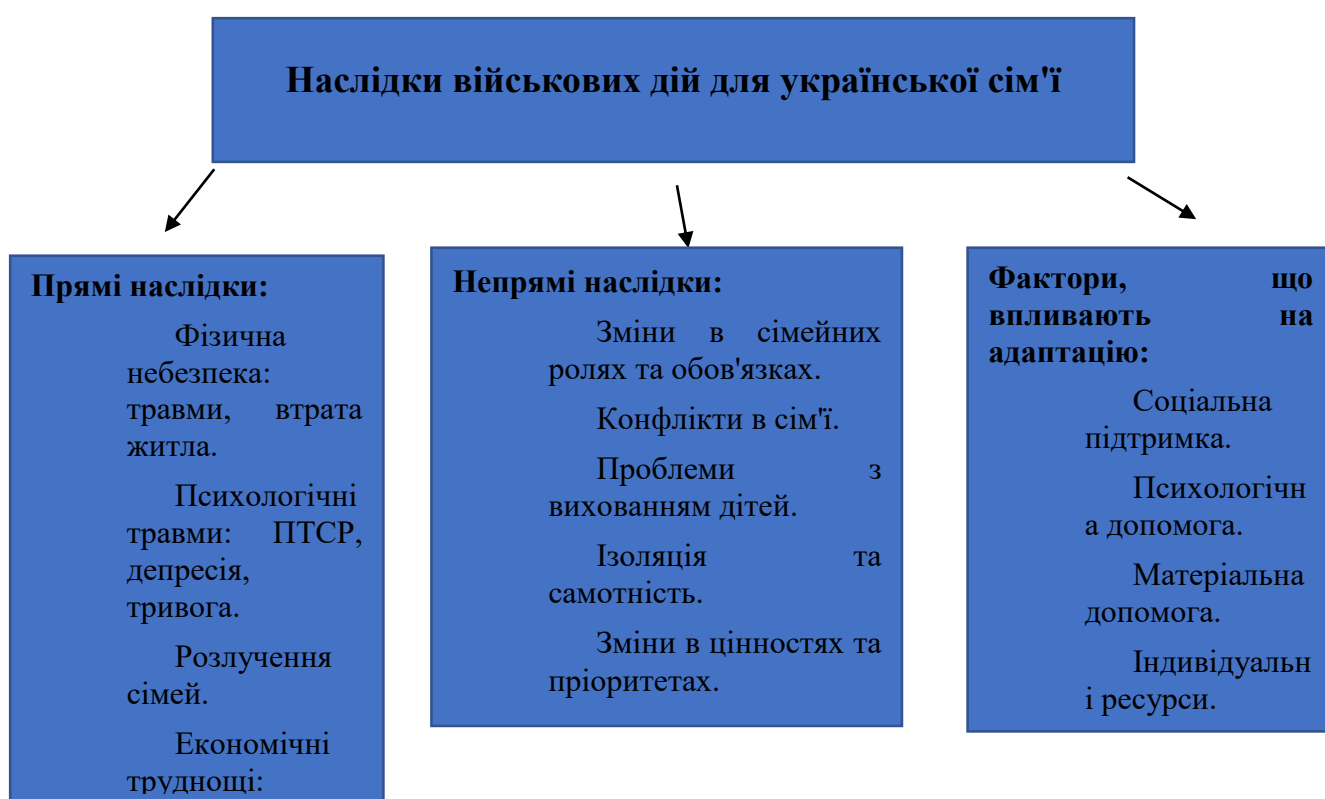 Наслідки військових дій для української сім'ї
Прямі наслідки:
Фізична
небезпека:
травми, втрата
житла.
Психологічні
травми: ПТСР,
депресія,
тривога.
Розлучення
сімей.
Економічні
труднощі:
Непрямі наслідки:
Зміни в сімейних
ролях та обов'язках.
Конфлікти в сім'ї.
Проблеми з
вихованням дітей.
Ізоляція та
самотність.
Зміни в цінностях та
пріоритетах.
Фактори, що
впливають на
адаптацію:
Соціальна
підтримка.
Психологічн
а допомога.
Матеріальна
допомога.
Індивідуальн
і ресурси.